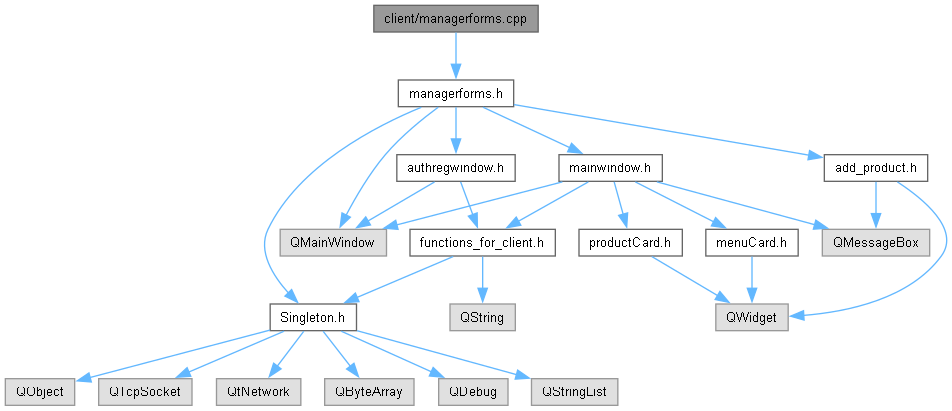 client/managerforms.cpp
managerforms.h
authregwindow.h
mainwindow.h
add_product.h
QMainWindow
functions_for_client.h
productCard.h
menuCard.h
QMessageBox
Singleton.h
QString
QWidget
QObject
QTcpSocket
QtNetwork
QByteArray
QDebug
QStringList